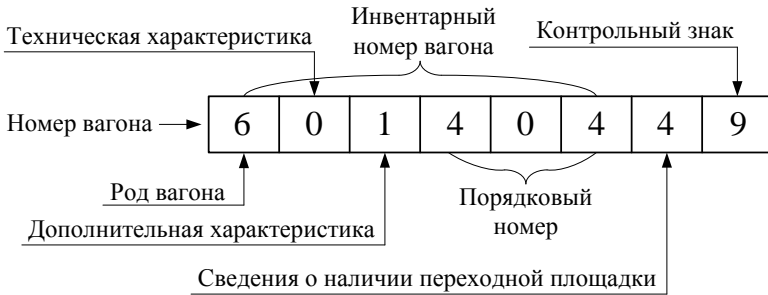 Инвентарный
номер вагона
Техническая характеристика
Контрольный знак
Номер вагона
6 0 1 4 0 4 4 9
Род вагона
Порядковый
номер
Дополнительная характеристика
Сведения о наличии переходной площадки